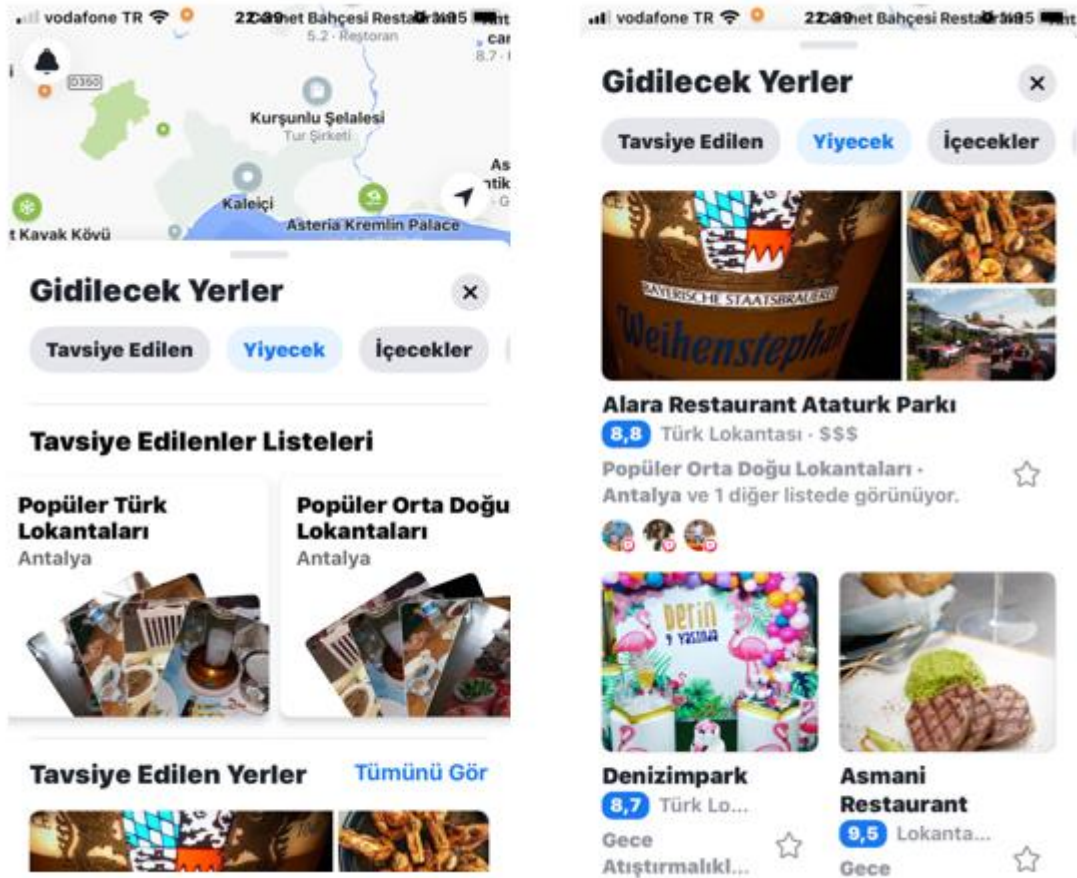 vodafone TR
5.2 · Restoran
8.7 ·
D350
Kurşunlu Şelalesi
Tur Şirketi
As
Kaleiçi
Asteria Kremlin Palace
Gidilecek Yerler
Tavsiye Edilen
Yiyecek
İçecekler
Tavsiye Edilenler Listeleri
Popüler Türk
Lokantaları
Antalya
Popüler Orta Doğu
Lokantaları
Antalya
Tavsiye Edilen Yerler
Tümünü Gör
vodafone TR
Gidilecek Yerler
Tavsiye Edilen
Yiyecek
İçecekler
BAYERISCHE STAATSBRAUEREI
Weihenstephan
Alara Restaurant Ataturk Parkı
8,8 Türk Lokantası · $$$
Popüler Orta Doğu Lokantaları -
Antalya ve 1 diğer listede görünüyor.
Derin
9 YAŞINDA
Denizimpark
8,7 Türk Lo...
Gece
Atıştırmalıkl...
Asmani
Restaurant
9,5 Lokanta...
Gece